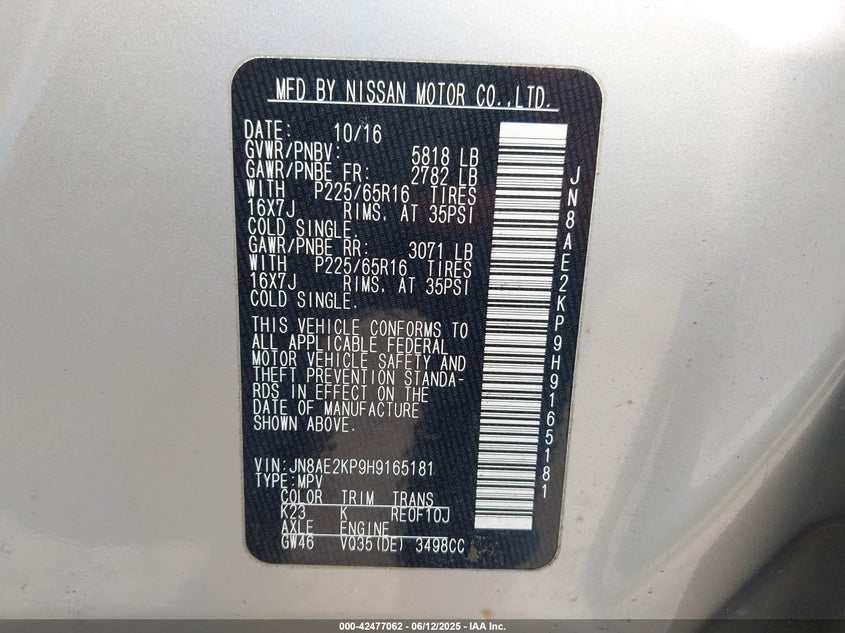 MFD BY NISSAN MOTOR CO.,LTD.
DATE: 10/16
GVWR/PNBV: 5818 LB
GAWR/PNBE FR: 2782 LB
WITH P225/65R16 TIRES
16X7J RIMS. AT 35PSI
COLD SINGLE.
GAWR/PNBE RR: 3071 LB
WITH P225/65R16 TIRES
16X7J RIMS. AT 35PSI
COLD SINGLE.
THIS VEHICLE CONFORMS TO
ALL APPLICABLE FEDERAL
MOTOR VEHICLE SAFETY AND
THEFT PREVENTION STANDA-
RDS IN EFFECT ON THE
DATE OF MANUFACTURE
SHOWN ABOVE.
VIN:JN8AE2KP9H9165181
TYPE:MPV
COLOR TRIM TRANS
K23 K RE0F10J
AXLE ENGINE
GW46 VQ35(DE) 3498CC
JN8AE2KP9H9165181
000-42477062 - 06/12/2025 - IAA Inc.